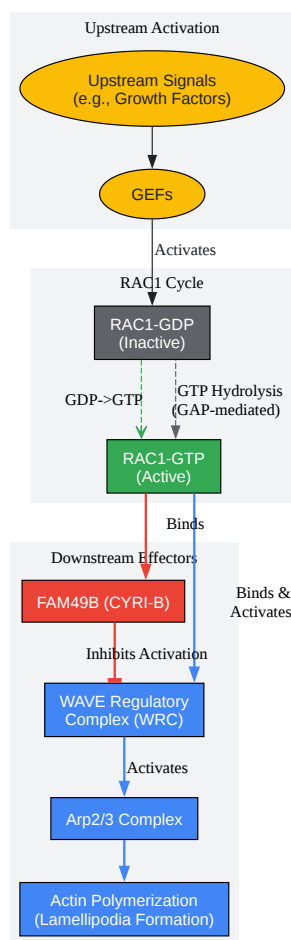 Upstream Activation
Upstream Signals
(e.g., Growth Factors)
GEFs
Activates
RAC1 Cycle
RAC1-GDP
(Inactive)
GDP->GTP
GTP Hydrolysis
(GAP-mediated)
RAC1-GTP
(Active)
Binds
Downstream Effectors
FAM49B (CYRI-B)
Binds &
Activates
Inhibits Activation
WAVE Regulatory
Complex (WRC)
Activates
Arp2/3 Complex
Actin Polymerization
(Lamellipodia Formation)